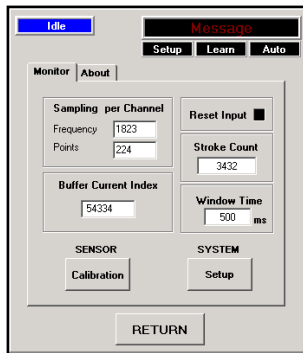 Idle
Message
Setup Learn Auto
Monitor About
Sampling per Channel
Frequency 1823
Points 224
Reset Input
Stroke Count
3432
Buffer Current Index
54334
Window Time
500 ms
SENSOR
Calibration
SYSTEM
Setup
RETURN